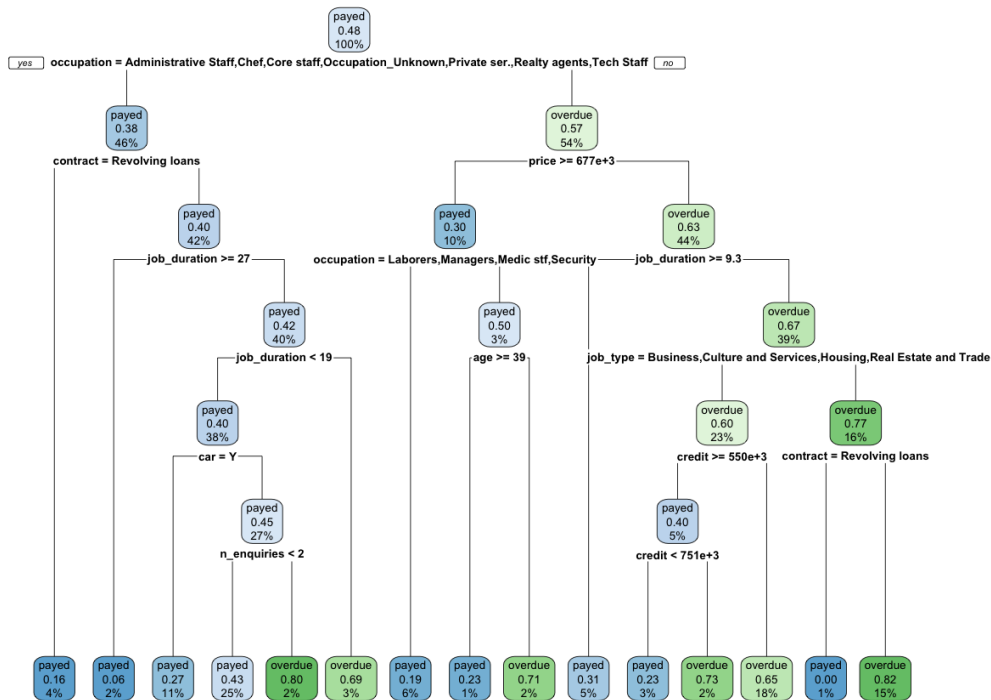 payed
0.48
100%
yes occupation = Administrative Staff,Chef,Core staff,Occupation_Unknown,Private ser.,Realty agents,Tech Staff no
payed
0.38
46%
overdue
0.57
54%
contract = Revolving loans
price >= 677e+3
payed
0.40
42%
payed
0.30
10%
overdue
0.63
44%
job_duration >= 27
occupation = Laborers,Managers,Medic stf,Security
job_duration >= 9.3
payed
0.42
40%
payed
0.50
3%
overdue
0.67
39%
job_duration < 19
age >= 39
job_type = Business,Culture and Services,Housing,Real Estate and Trade
payed
0.40
38%
overdue
0.60
23%
overdue
0.77
16%
car = Y
credit >= 550e+3
contract = Revolving loans
payed
0.45
27%
payed
0.40
5%
n_enquiries < 2
credit < 751e+3
payed
0.16
4%
payed
0.06
2%
payed
0.27
11%
payed
0.43
25%
overdue
0.80
2%
overdue
0.69
3%
payed
0.19
6%
payed
0.23
1%
overdue
0.71
2%
payed
0.31
5%
payed
0.23
3%
overdue
0.73
2%
overdue
0.65
18%
payed
0.00
1%
overdue
0.82
15%